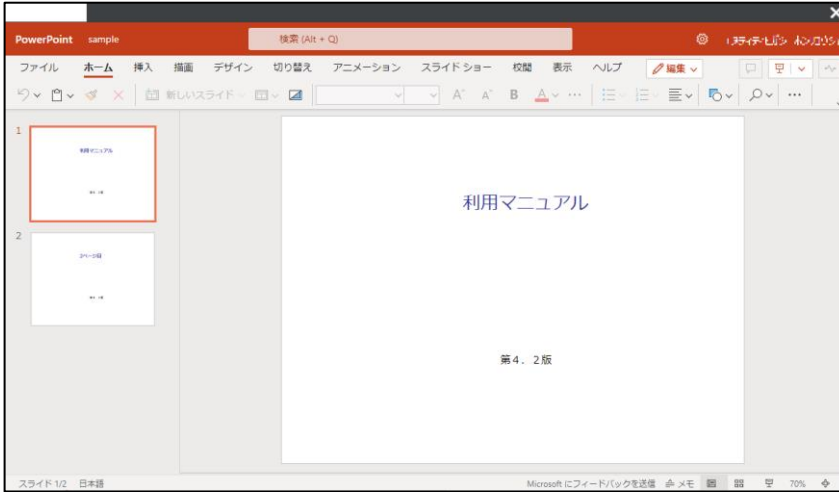 PowerPoint sample 検索 (Alt + Q)
ファイル ホーム 挿入 描画 デザイン 切り替え アニメーション スライド ショー 校閲 表示 ヘルプ 編集
新しいスライド A^ A˅ B A
1
利用マニュアル
2
2ページ目
利用マニュアル
第4．2版
スライド 1/2 日本語 Microsoft にフィードバックを送信 メモ 70%